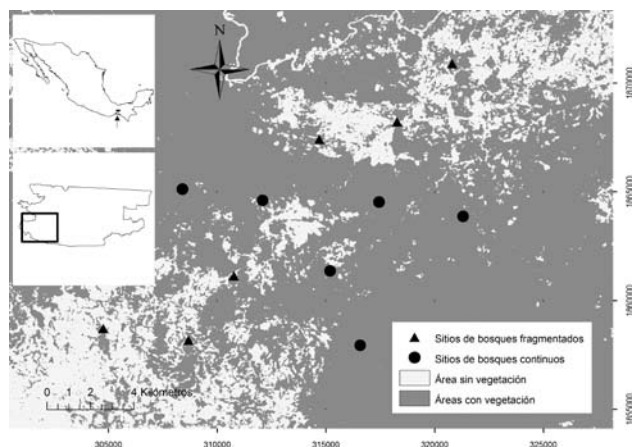 N
1870000
1865000
1860000
1855000
Sitios de bosques fragmentados
Sitios de bosques continuos
Área sin vegetación
Áreas con vegetación
0 1 2 4 Kilómetros
305000 310000 315000 320000 325000